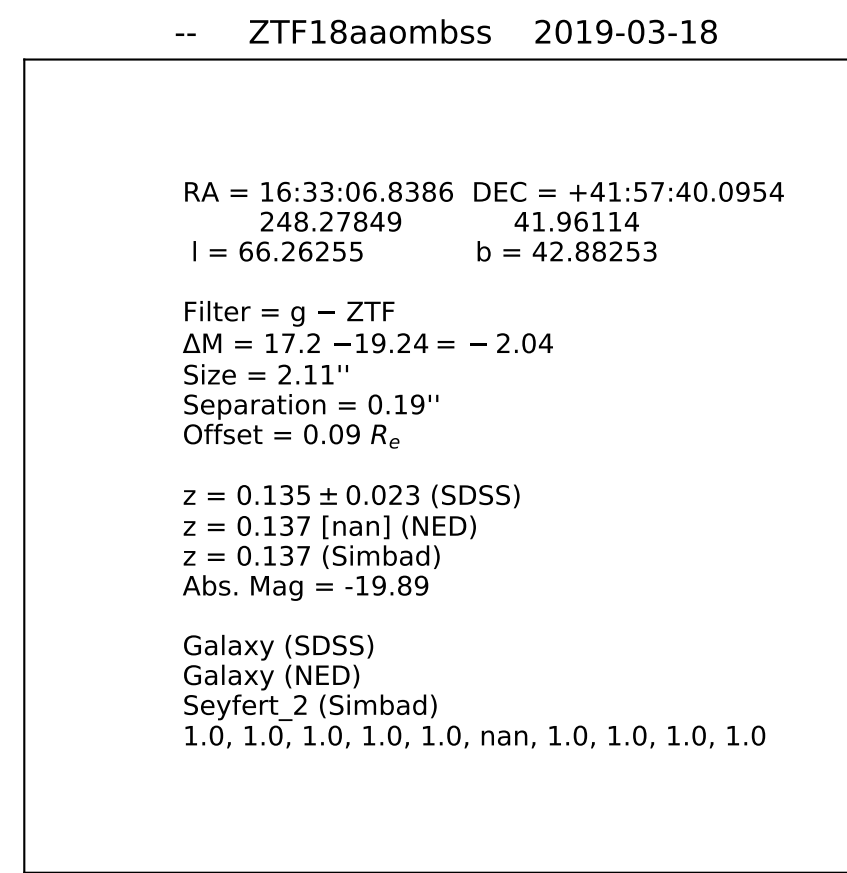 -- ZTF18aaombss 2019-03-18
RA = 16:33:06.8386 DEC = +41:57:40.0954
248.27849 41.96114
l = 66.26255 b = 42.88253
Filter = g − ZTF
ΔM = 17.2 −19.24 = − 2.04
Size = 2.11''
Separation = 0.19''
Offset = 0.09 Re
z = 0.135 ± 0.023 (SDSS)
z = 0.137 [nan] (NED)
z = 0.137 (Simbad)
Abs. Mag = -19.89
Galaxy (SDSS)
Galaxy (NED)
Seyfert_2 (Simbad)
1.0, 1.0, 1.0, 1.0, 1.0, nan, 1.0, 1.0, 1.0, 1.0